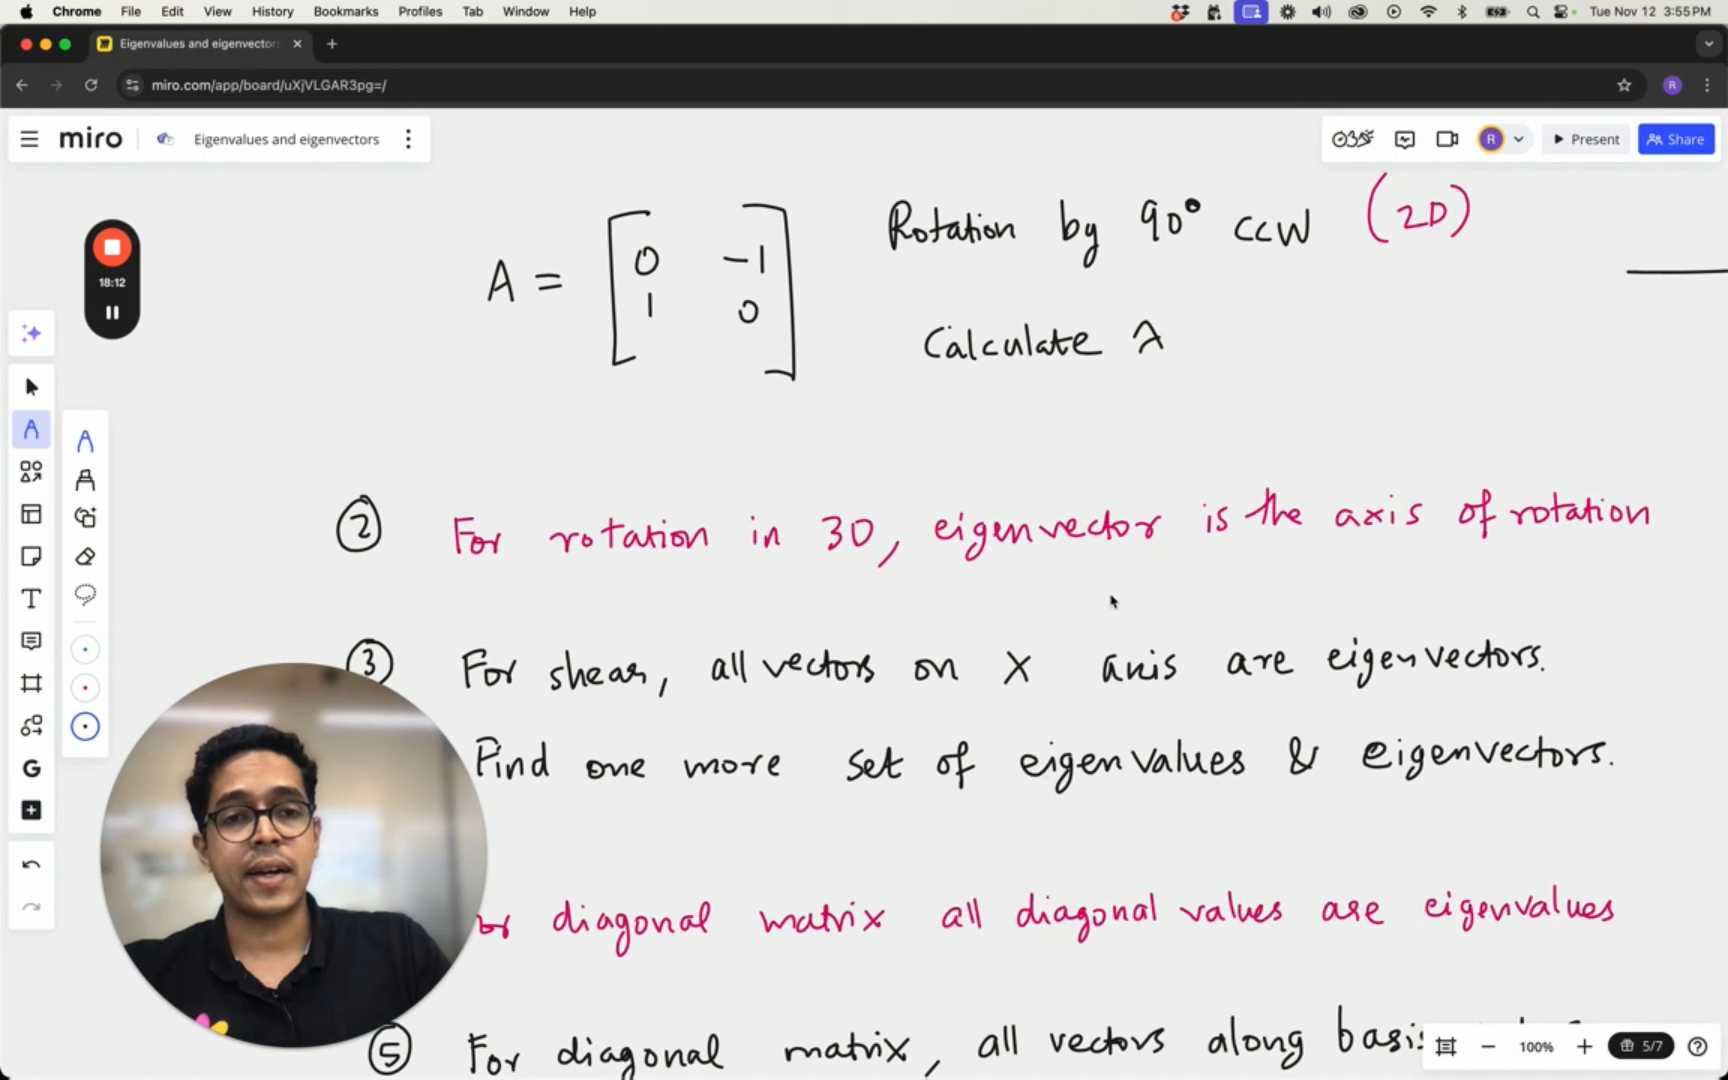 Chrome File Edit View History Bookmarks Profiles Tab Window Help Tue Nov 12 3:55 PM
Eigenvalues and eigenvector
miro.com/app/board/uXjVLGAR3pg=/ R
miro Eigenvalues and eigenvectors R Present Share
Rotation by 90° CCW (2D)
A = [ 0 -1
1 0 ]
18:12
Calculate λ
② For rotation in 3D, eigenvector is the axis of rotation
③ For shear, all vectors on X axis are eigenvectors.
Find one more set of eigenvalues & eigenvectors.
diagonal matrix all diagonal values are eigenvalues
⑤ For diagonal matrix, all vectors along basis
100% 5/7